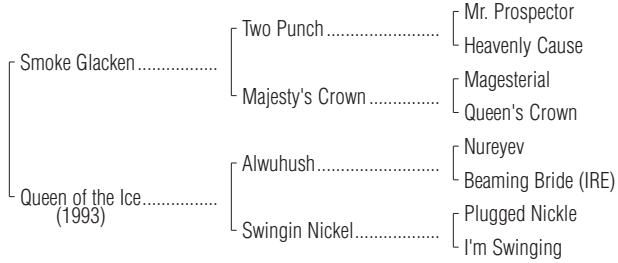 Mr. Prospector
Two Punch
Heavenly Cause
Smoke Glacken
Magesterial
Majesty's Crown
Queen's Crown
Nureyev
Alwuhush
Beaming Bride (IRE)
Queen of the Ice
(1993)
Plugged Nickle
Swingin Nickel
I'm Swinging